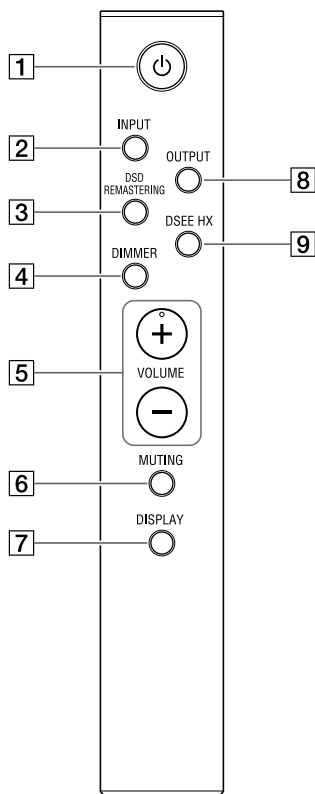 1
INPUT
2
OUTPUT
8
DSD
REMASTERING
3
DSEE HX
9
DIMMER
4
+
5
VOLUME
−
MUTING
6
DISPLAY
7